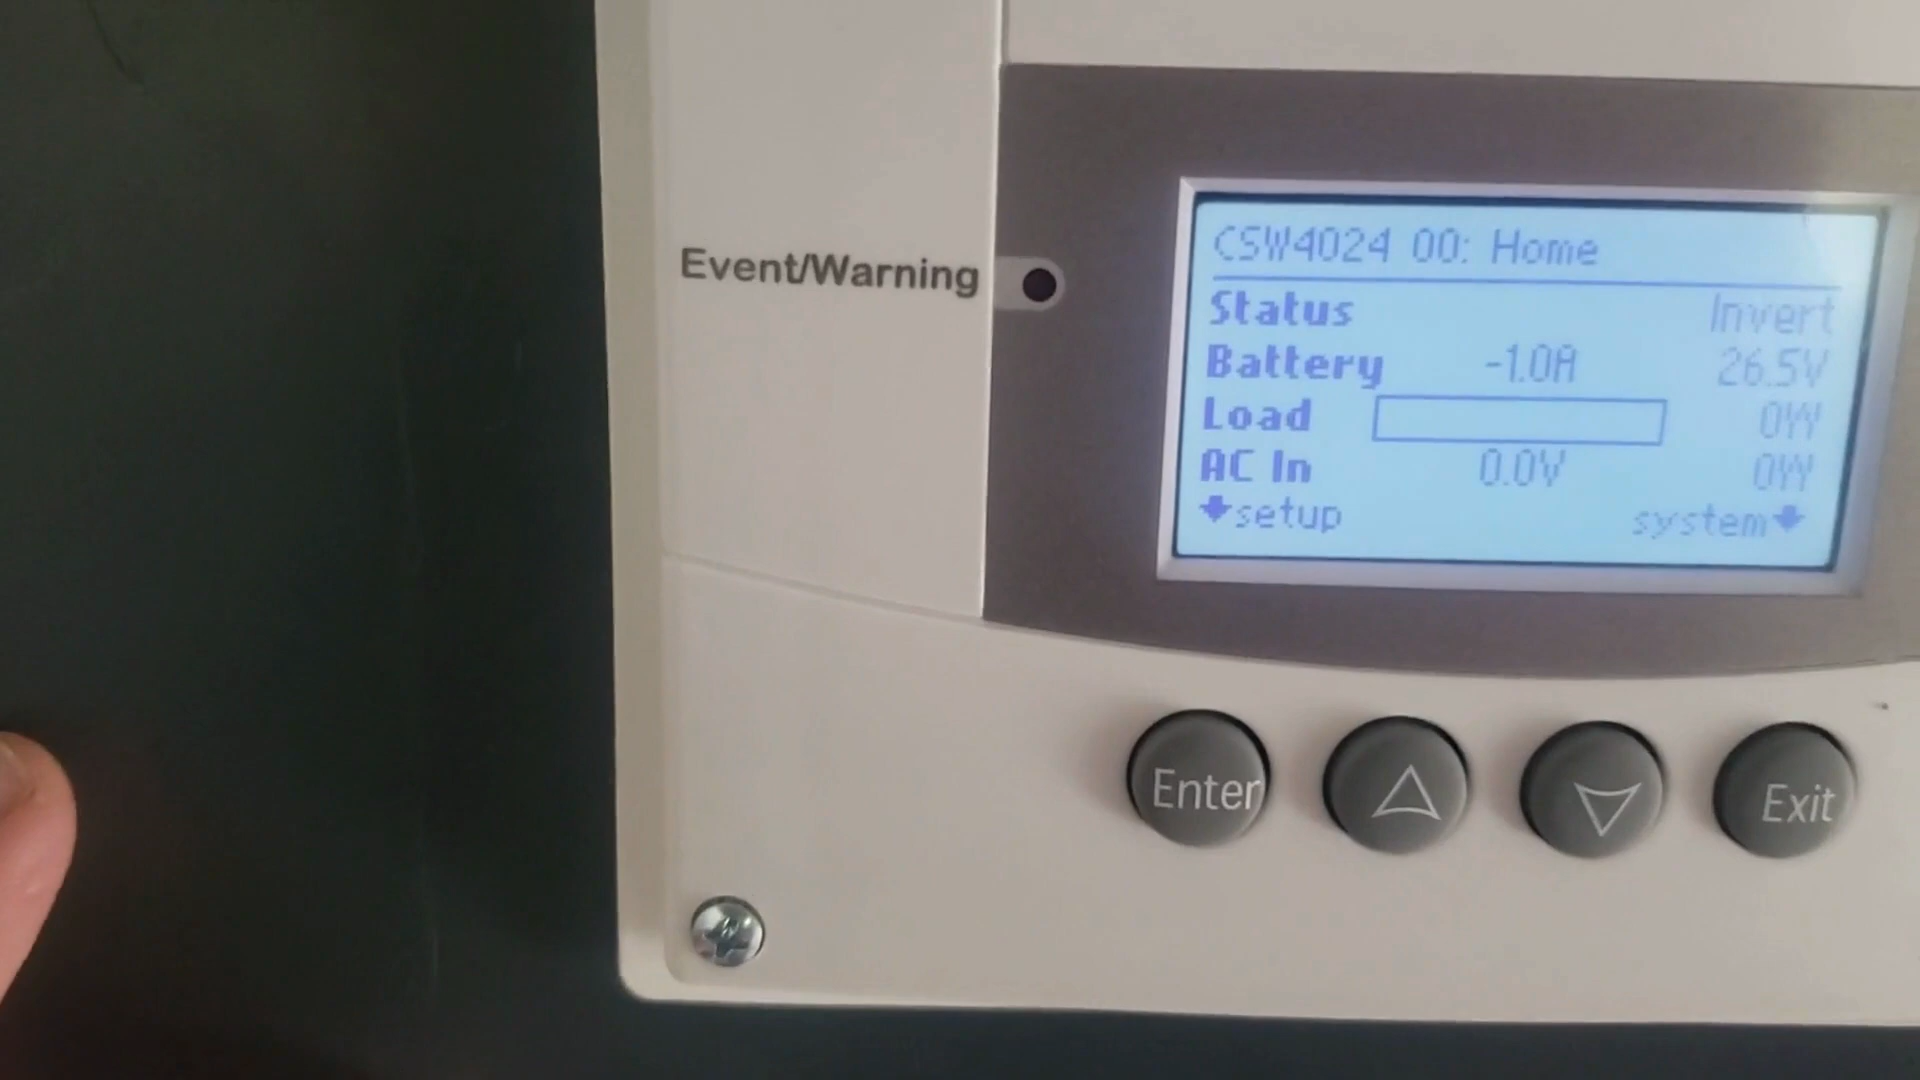 Event/Warning
CSW4024 00: Home
Status Invert
Battery -1.0A 26.5V
Load 0W
AC In 0.0V 0W
setup system
Enter
Exit